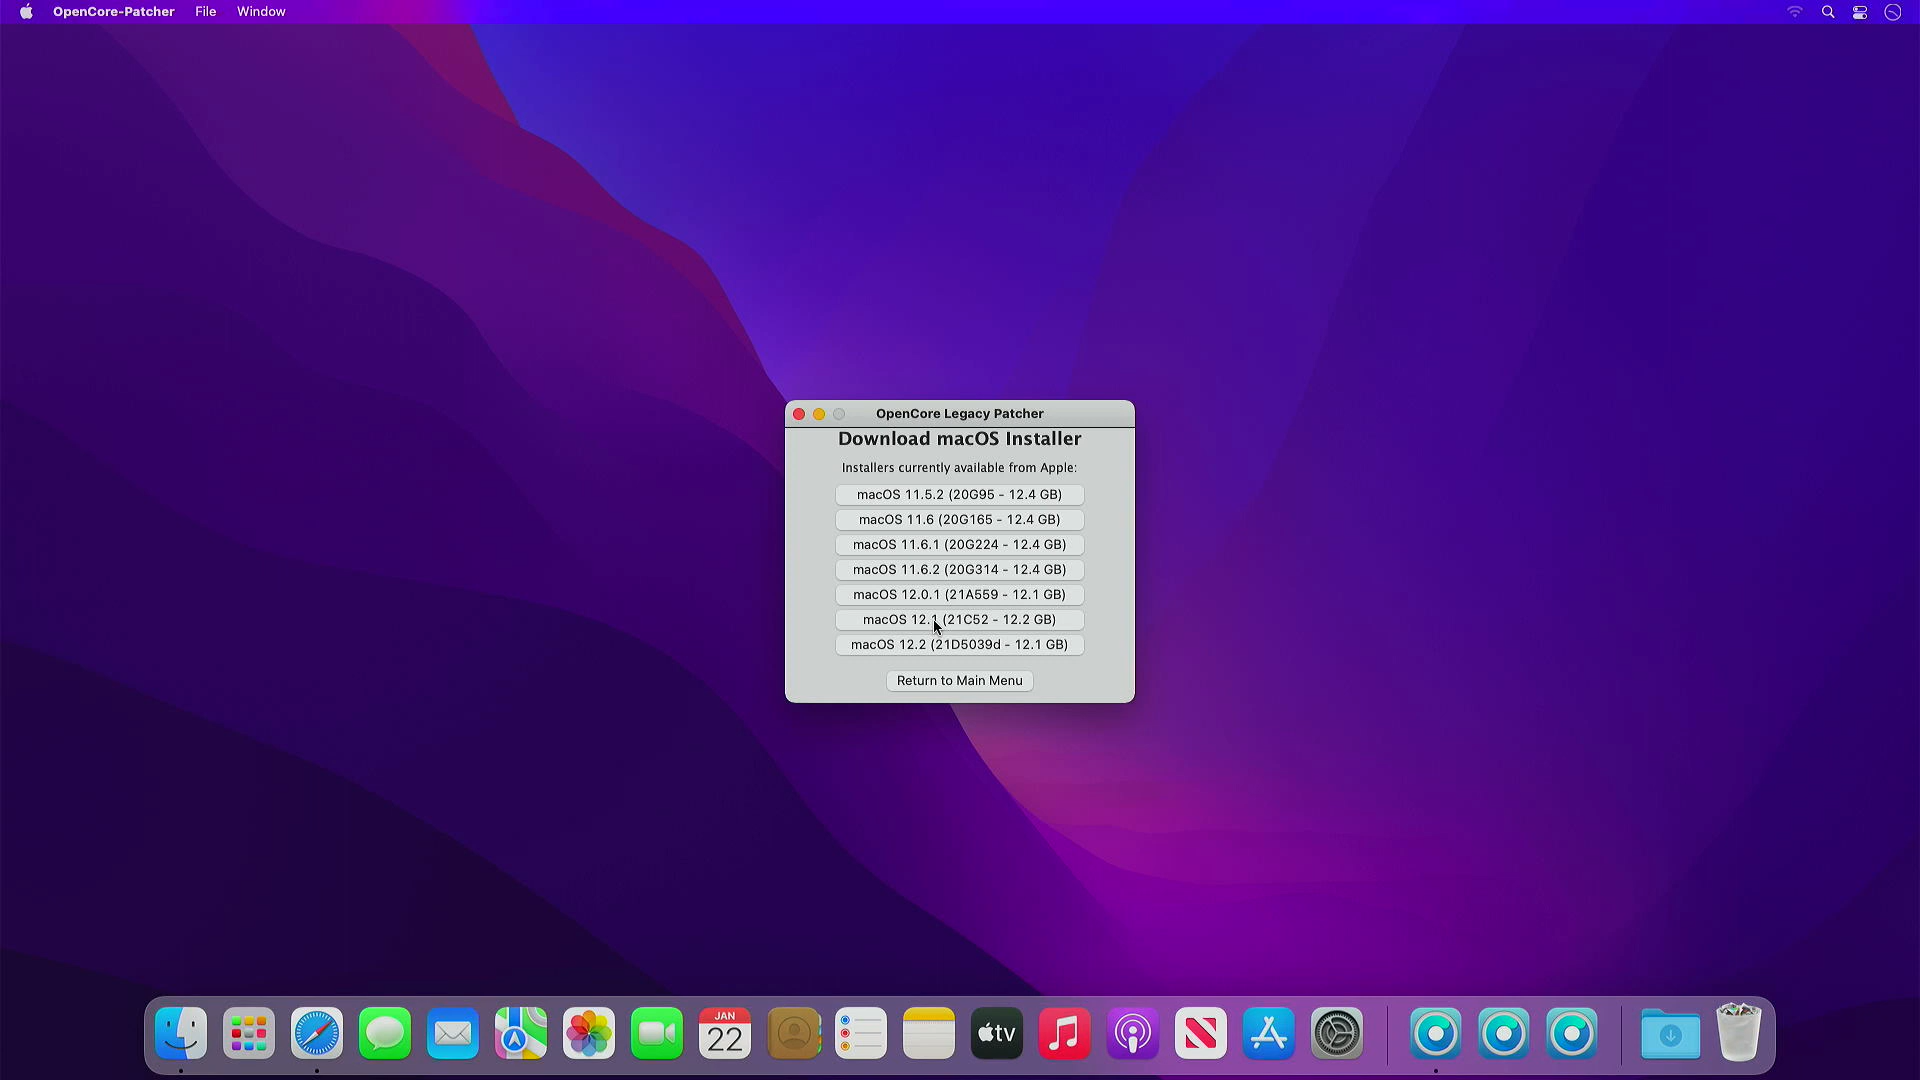 OpenCore-Patcher File Window
OpenCore Legacy Patcher
Download macOS Installer
Installers currently available from Apple:
macOS 11.5.2 (20G95 - 12.4 GB)
macOS 11.6 (20G165 - 12.4 GB)
macOS 11.6.1 (20G224 - 12.4 GB)
macOS 11.6.2 (20G314 - 12.4 GB)
macOS 12.0.1 (21A559 - 12.1 GB)
macOS 12.1 (21C52 - 12.2 GB)
macOS 12.2 (21D5039d - 12.1 GB)
Return to Main Menu
JAN
22
tv